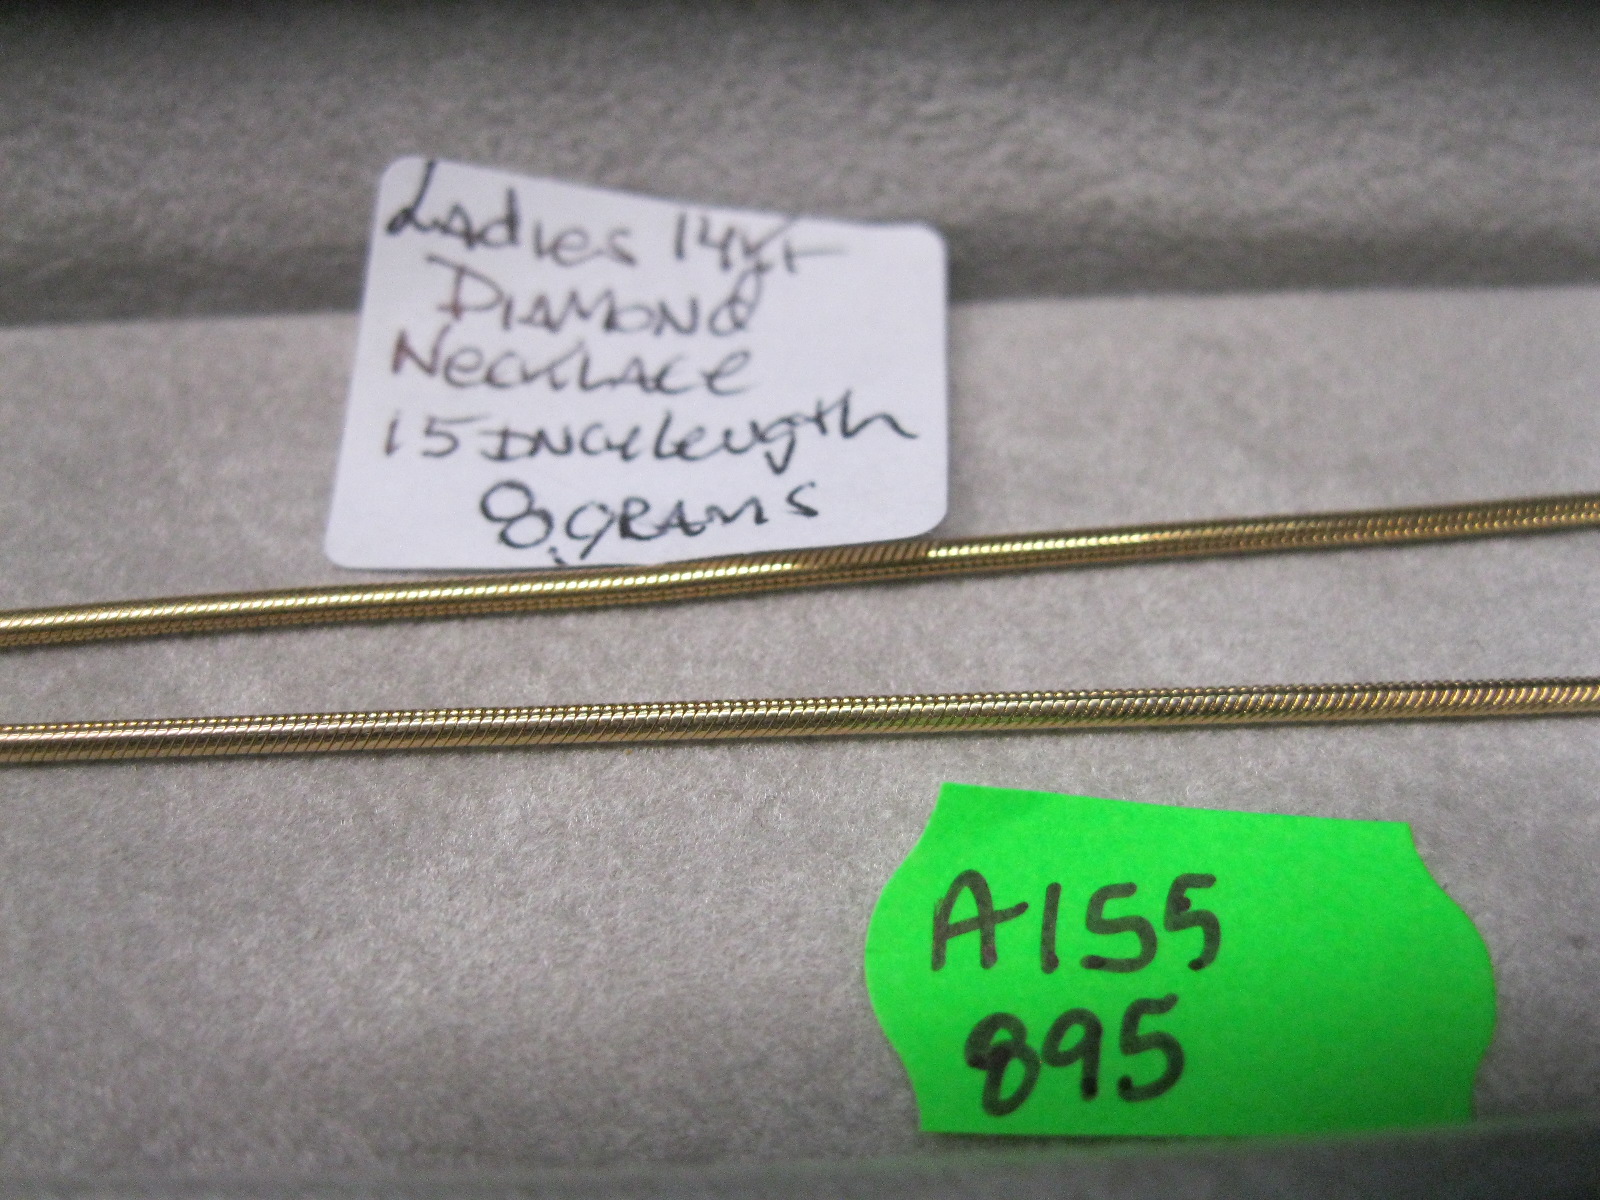 Ladies 14kt
Diamond
Necklace
15 Inch Length
8. grams
A155
895